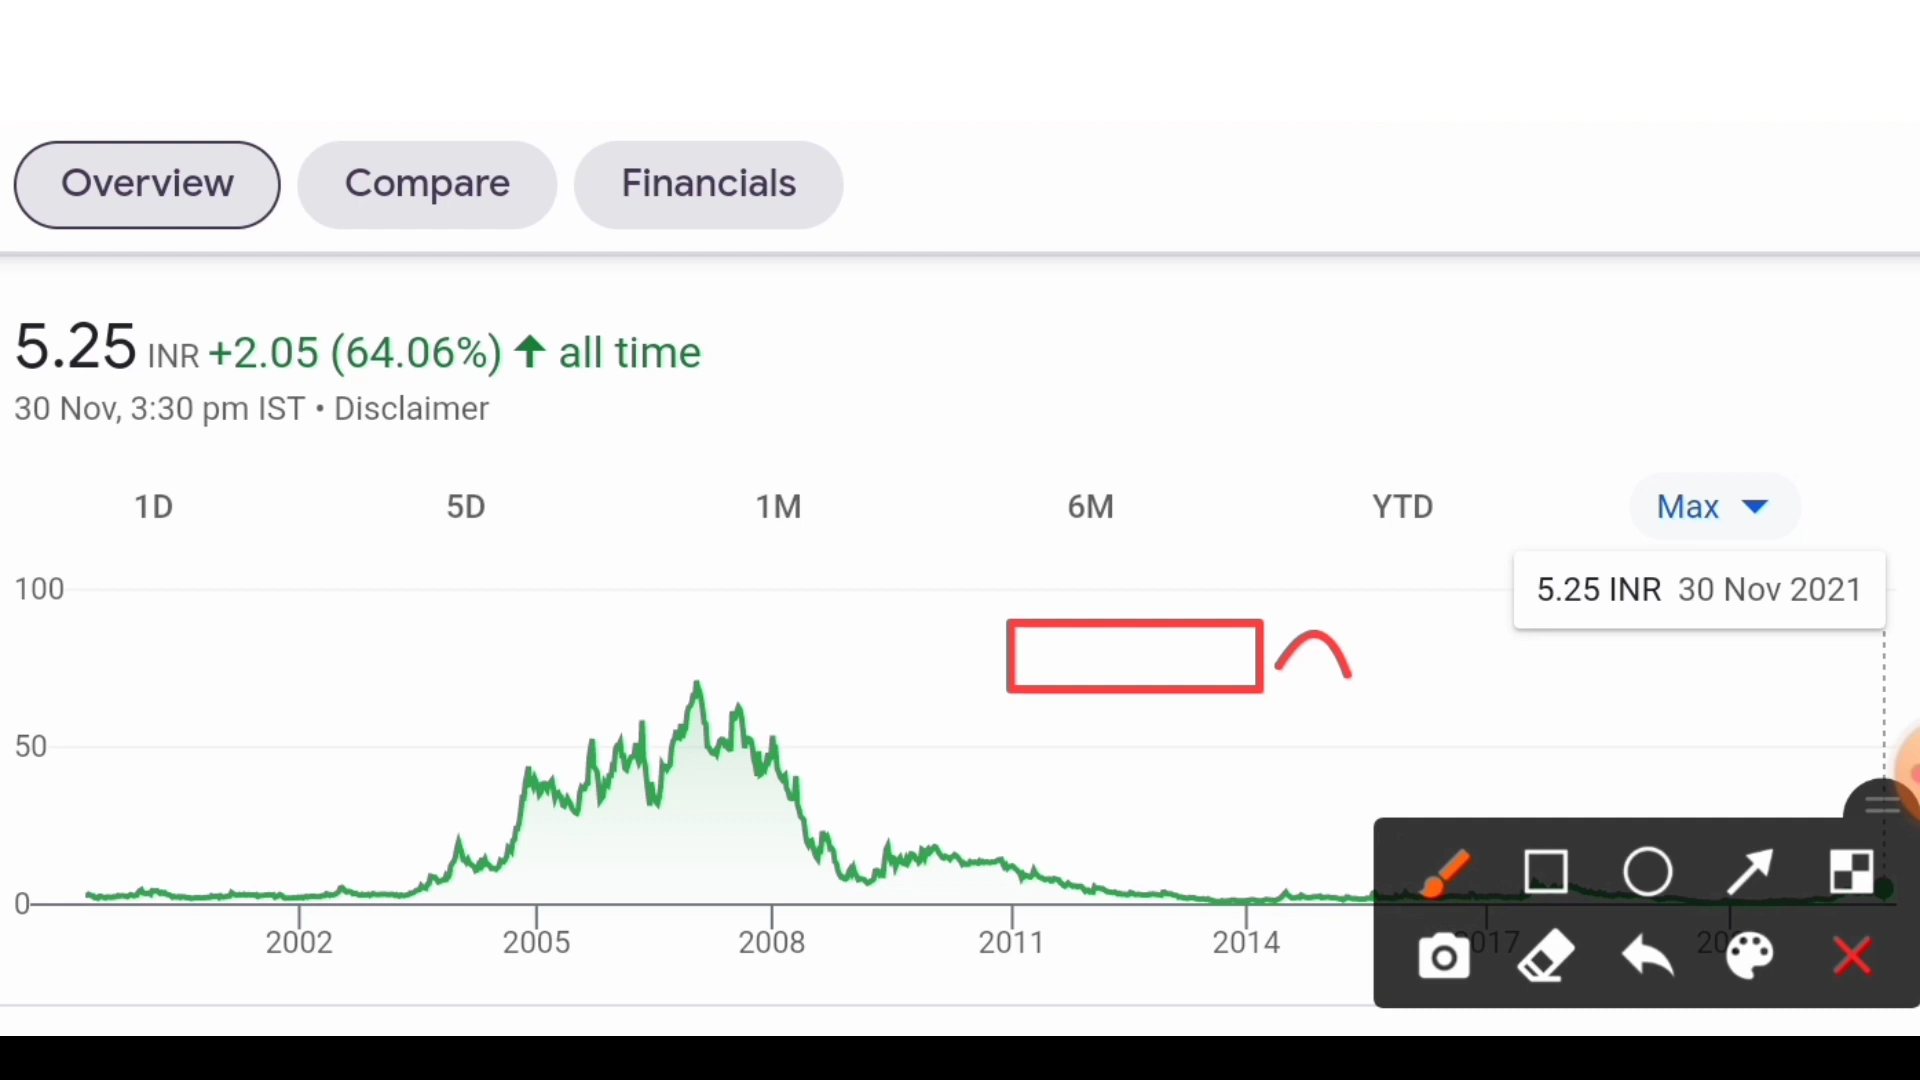 Overview Compare Financials
5.25 INR +2.05 (64.06%) ↑ all time
30 Nov, 3:30 pm IST • Disclaimer
1D 5D 1M 6M YTD Max
5.25 INR 30 Nov 2021
100
50
0
2002 2005 2008 2011 2014 2017